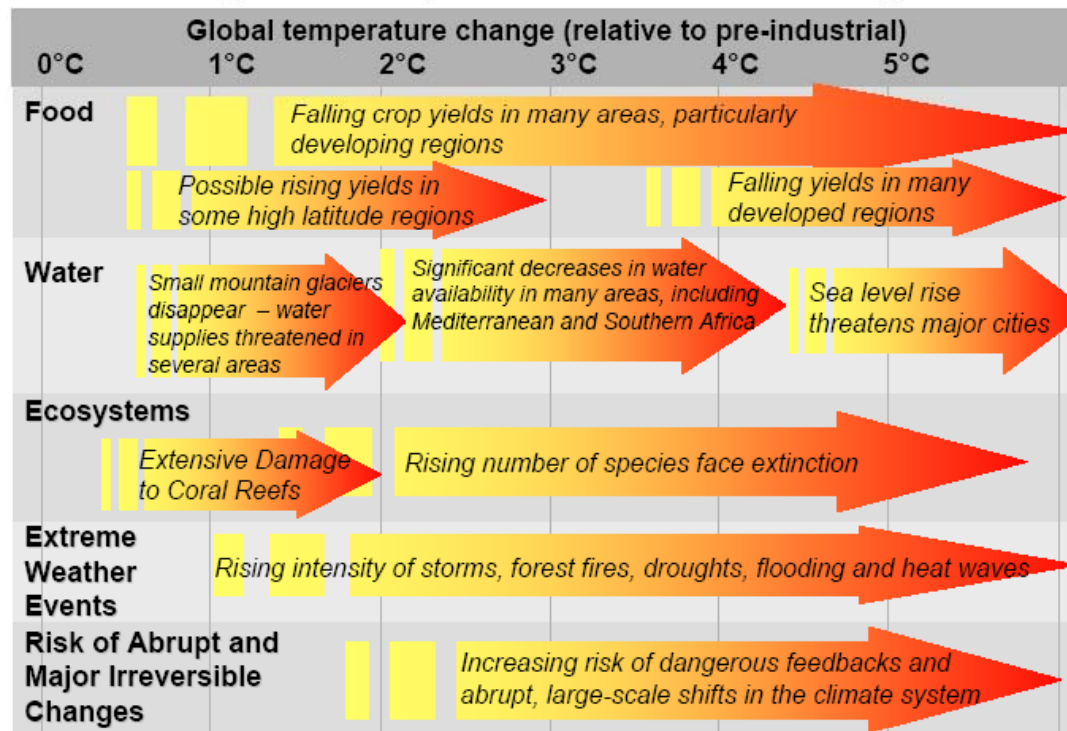 Global temperature change (relative to pre-industrial)
0°C 1°C 2°C 3°C 4°C 5°C
Food
Falling crop yields in many areas, particularly
developing regions
Possible rising yields in
some high latitude regions
Falling yields in many
developed regions
Water
Small mountain glaciers
disappear – water
supplies threatened in
several areas
Significant decreases in water
availability in many areas, including
Mediterranean and Southern Africa
Sea level rise
threatens major cities
Ecosystems
Extensive Damage
to Coral Reefs
Rising number of species face extinction
Extreme
Weather
Events
Rising intensity of storms, forest fires, droughts, flooding and heat waves
Risk of Abrupt and
Major Irreversible
Changes
Increasing risk of dangerous feedbacks and
abrupt, large-scale shifts in the climate system